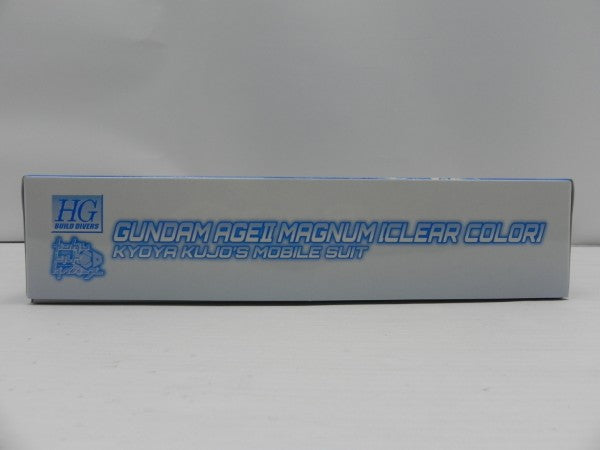 HG
BUILD DIVERS
GUNDAM AGEII MAGNUM [CLEAR COLOR]
KYOYA KUJO'S MOBILE SUIT